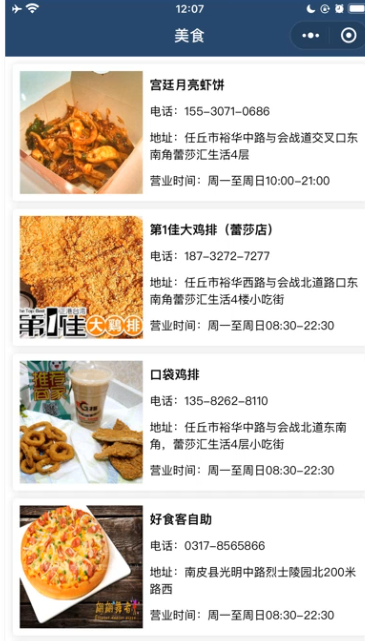 12:07
美食
宫廷月亮虾饼
电话：155-3071-0686
地址：任丘市裕华中路与会战道交叉口东
南角蕾莎汇生活4层
营业时间：周一至周日10:00-21:00
第1佳大鸡排（蕾莎店）
电话：187-3272-7277
地址：任丘市裕华西路与会战北道路口东
南角蕾莎汇生活4楼小吃街
营业时间：周一至周日08:30-22:30
第1佳
大鸡排
口袋鸡排
电话：135-8262-8110
地址：任丘市裕华中路与会战北道东南
角，蕾莎汇生活4层小吃街
营业时间：周一至周日08:30-22:30
好食客自助
电话：0317-8565866
地址：南皮县光明中路烈士陵园北200米
路西
营业时间：周一至周日08:30-22:30